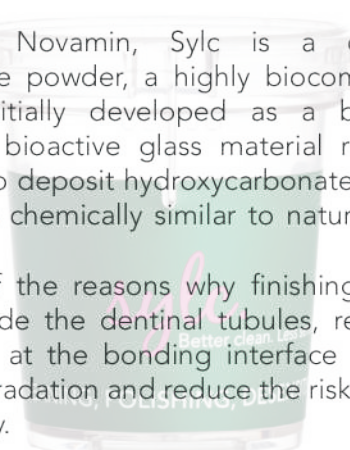 Novamin, Sylc is a
e powder, a highly biocom
itially developed as a b
bioactive glass material r
o deposit hydroxycarbonate
chemically similar to natur
f the reasons why finishing
de the dentinal tubules, re
at the bonding interface
radation and reduce the risk
y.
sylc
Better clean.
POLISHING,